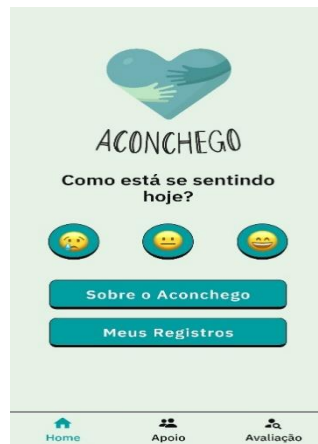 ACONCHEGO
Como está se sentindo
hoje?
Sobre o Aconchego
Meus Registros
Home
Apoio
Avaliação